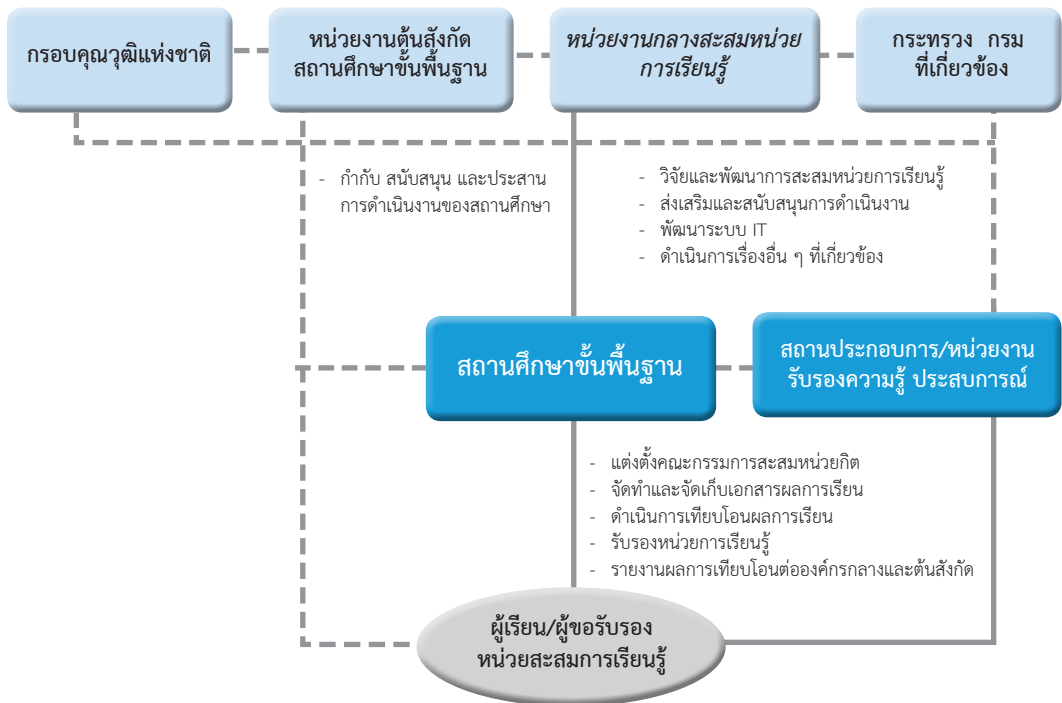 กรอบคุณวุฒิแห่งชาติ
หน่วยงานต้นสังกัด
สถานศึกษาขั้นพื้นฐาน
หน่วยงานกลางสะสมหน่วย
การเรียนรู้
กระทรวง กรม
ที่เกี่ยวข้อง
- กำกับ สนับสนุน และประสาน
การดำเนินงานของสถานศึกษา
- วิจัยและพัฒนาการสะสมหน่วยการเรียนรู้
- ส่งเสริมและสนับสนุนการดำเนินงาน
- พัฒนาระบบ IT
- ดำเนินการเรื่องอื่น ๆ ที่เกี่ยวข้อง
สถานศึกษาขั้นพื้นฐาน
สถานประกอบการ/หน่วยงาน
รับรองความรู้ ประสบการณ์
- แต่งตั้งคณะกรรมการสะสมหน่วยกิต
- จัดทำและจัดเก็บเอกสารผลการเรียน
- ดำเนินการเทียบโอนผลการเรียน
- รับรองหน่วยการเรียนรู้
- รายงานผลการเทียบโอนต่อองค์กรกลางและต้นสังกัด
ผู้เรียน/ผู้ขอรับรอง
หน่วยสะสมการเรียนรู้